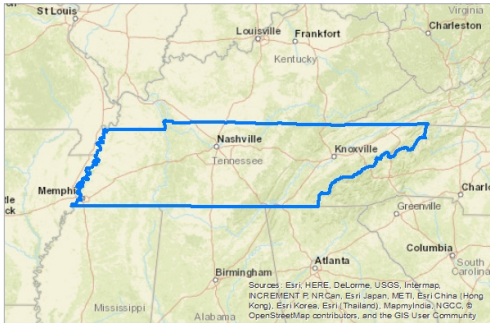 St Louis
Louisville
Frankfort
Charleston
Virginia
Kentucky
Nashville
Tennessee
Knoxville
Memphis
Greenville
Columbia
South
Carolina
Atlanta
Birmingham
Mississippi
Alabama
Sources: Esri, HERE, DeLorme, USGS, Intermap,
INCREMENT P, NRCan, Esri Japan, METI, Esri China (Hong
Kong), Esri Korea, Esri (Thailand), MapmyIndia, NGCC, ©
OpenStreetMap contributors, and the GIS User Community